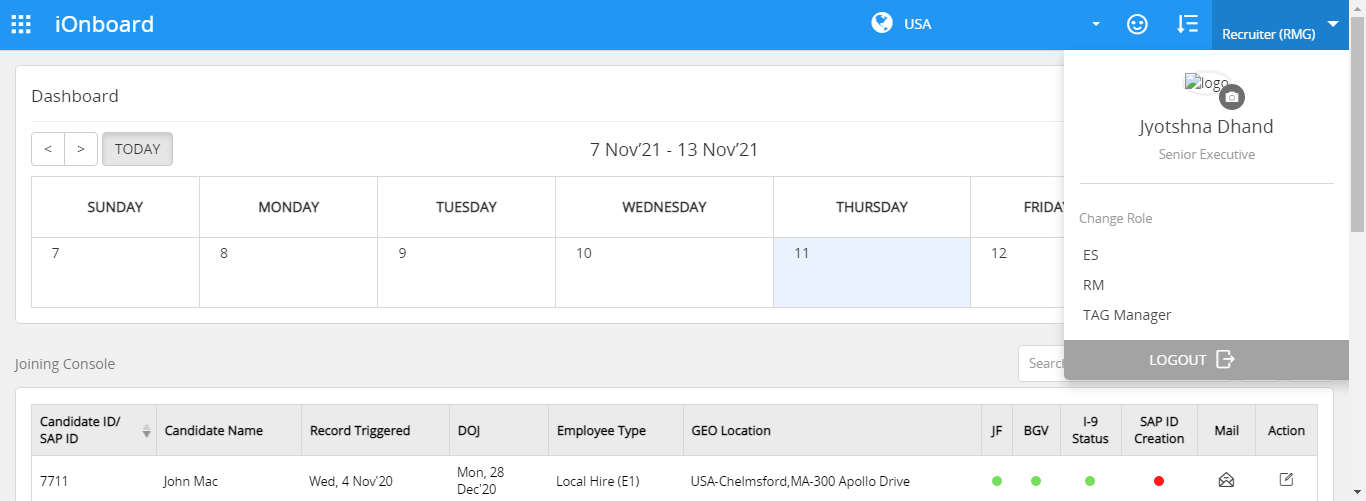 iOnboard
USA
Recruiter (RMG)
logo
Jyotshna Dhand
Senior Executive
Change Role
ES
RM
TAG Manager
LOGOUT
Dashboard
< > TODAY
7 Nov'21 - 13 Nov'21
SUNDAY MONDAY TUESDAY WEDNESDAY THURSDAY
7 8 9 10 11 12
Joining Console
Candidate ID/ SAP ID
Candidate Name
Record Triggered
DOJ
Employee Type
GEO Location
JF
BGV
I-9 Status
SAP ID Creation
Mail
Action
7711
John Mac
Wed, 4 Nov'20
Mon, 28 Dec'20
Local Hire (E1)
USA-Chelmsford,MA-300 Apollo Drive